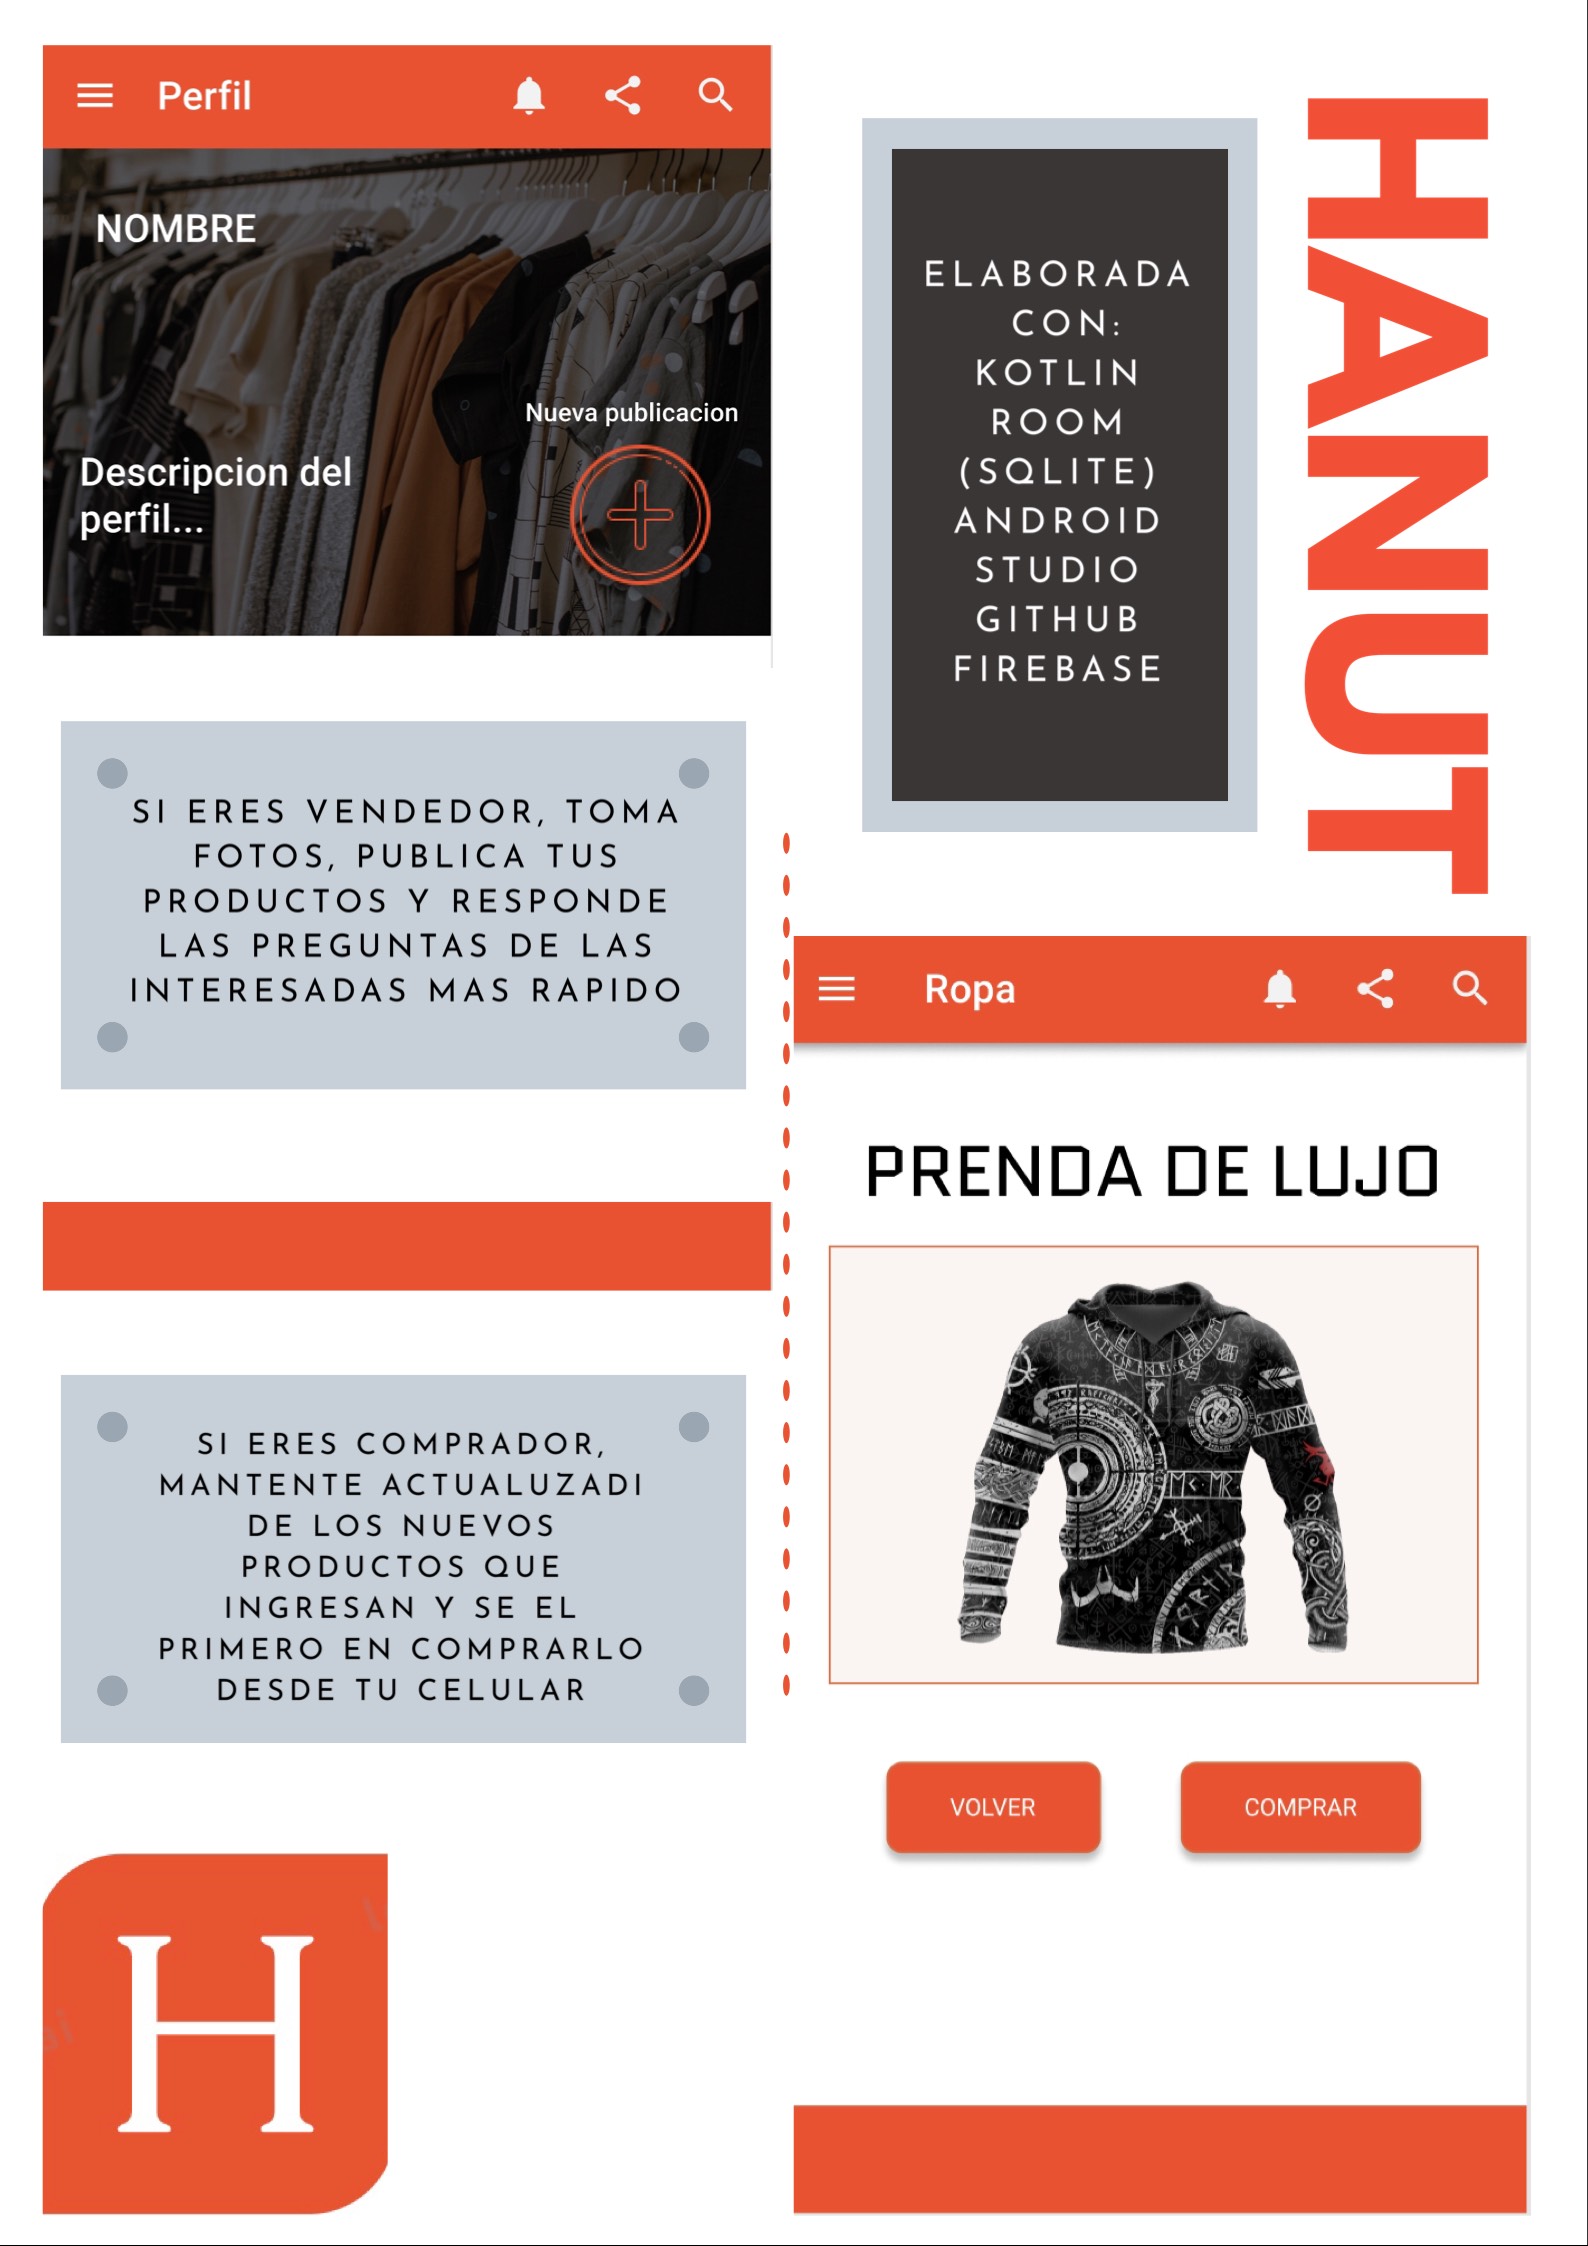 Perfil
NOMBRE
Nueva publicacion
Descripcion del
perfil...
SI ERES VENDEDOR, TOMA
FOTOS, PUBLICA TUS
PRODUCTOS Y RESPONDE
LAS PREGUNTAS DE LAS
INTERESADAS MAS RAPIDO
SI ERES COMPRADOR,
MANTENTE ACTUALUZADI
DE LOS NUEVOS
PRODUCTOS QUE
INGRESAN Y SE EL
PRIMERO EN COMPRARLO
DESDE TU CELULAR
H
ELABORADA
CON:
KOTLIN
ROOM
(SQLITE)
ANDROID
STUDIO
GITHUB
FIREBASE
HANUT
Ropa
PRENDA DE LUJO
VOLVER
COMPRAR